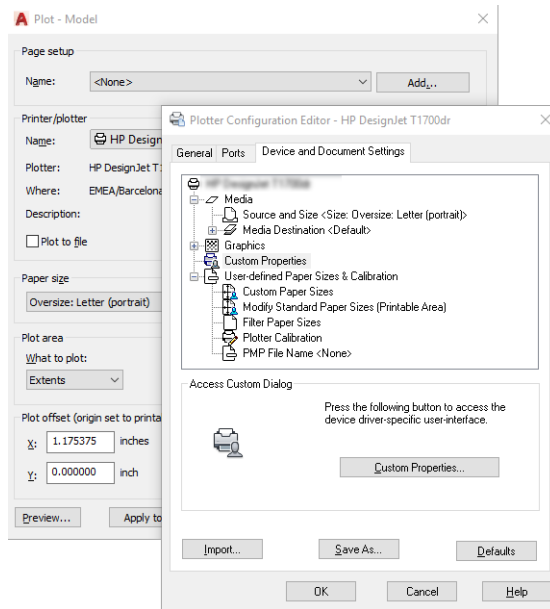 Plot - Model
Page setup
Name:
<None>
Add...
Printer/plotter
Name:
HP Design
Plotter:
HP DesignJet T
Where:
EMEA/Barcelona
Description:
Plot to file
Paper size
Oversize: Letter (portrait)
Plot area
What to plot:
Extents
Plot offset (origin set to printa
X:
1.175375
inches
Y:
0.000000
inch
Preview...
Apply to
Plotter Configuration Editor - HP DesignJet T1700dr
General
Ports
Device and Document Settings
Media
Source and Size <Size: Oversize: Letter (portrait)>
Media Destination <Default>
Graphics
Custom Properties
User-defined Paper Sizes & Calibration
Custom Paper Sizes
Modify Standard Paper Sizes (Printable Area)
Filter Paper Sizes
Plotter Calibration
PMP File Name <None>
Access Custom Dialog
Press the following button to access the
device driver-specific user-interface.
Custom Properties...
Import...
Save As...
Defaults
OK
Cancel
Help